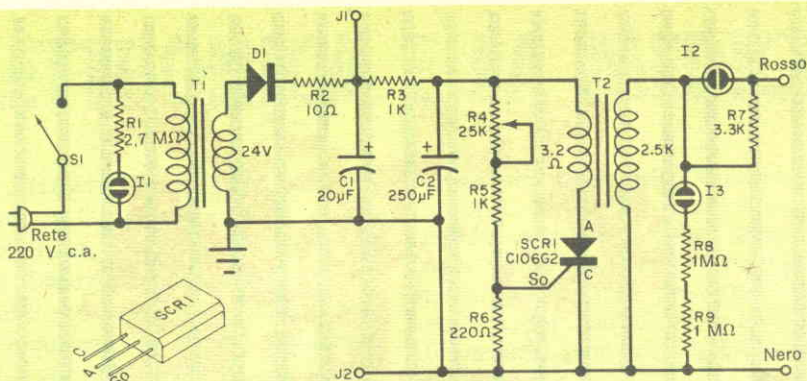 J1
I2
Rosso
D1
T1
R2
10Ω
R3
1K
R4
25K
T2
R7
3.3K
R1
2,7 MΩ
S1
24V
3.2
Ω
2.5K
I1
C1
20µF
C2
250µF
R5
1K
I3
A
SCR1
C106G2
C
R8
1MΩ
Rete
220 V c.a.
So
SCR1
R6
220Ω
R9
1 MΩ
C
A
So
J2
Nero